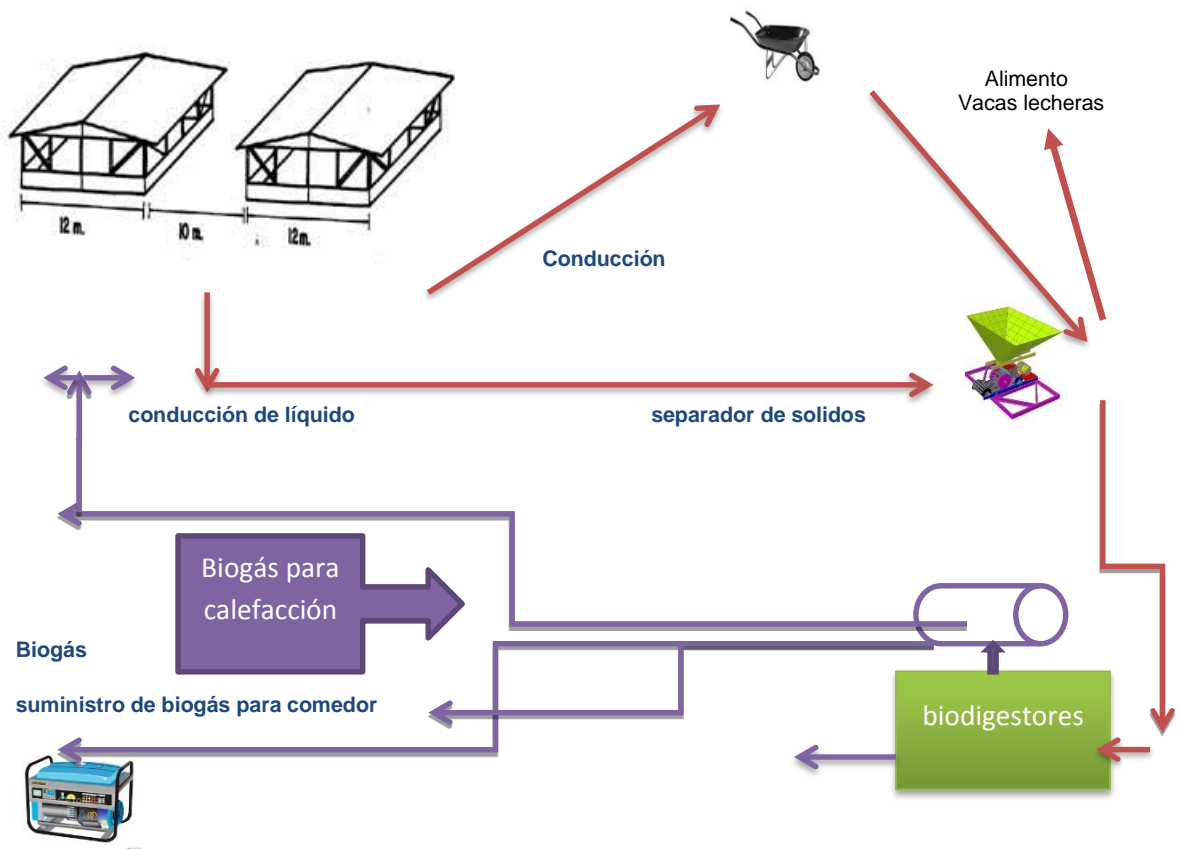 Alimento
Vacas lecheras
12 m.
10 m.
12m.
Conducción
conducción de líquido
separador de solidos
Biogás para
calefacción
Biogás
suministro de biogás para comedor
biodigestores